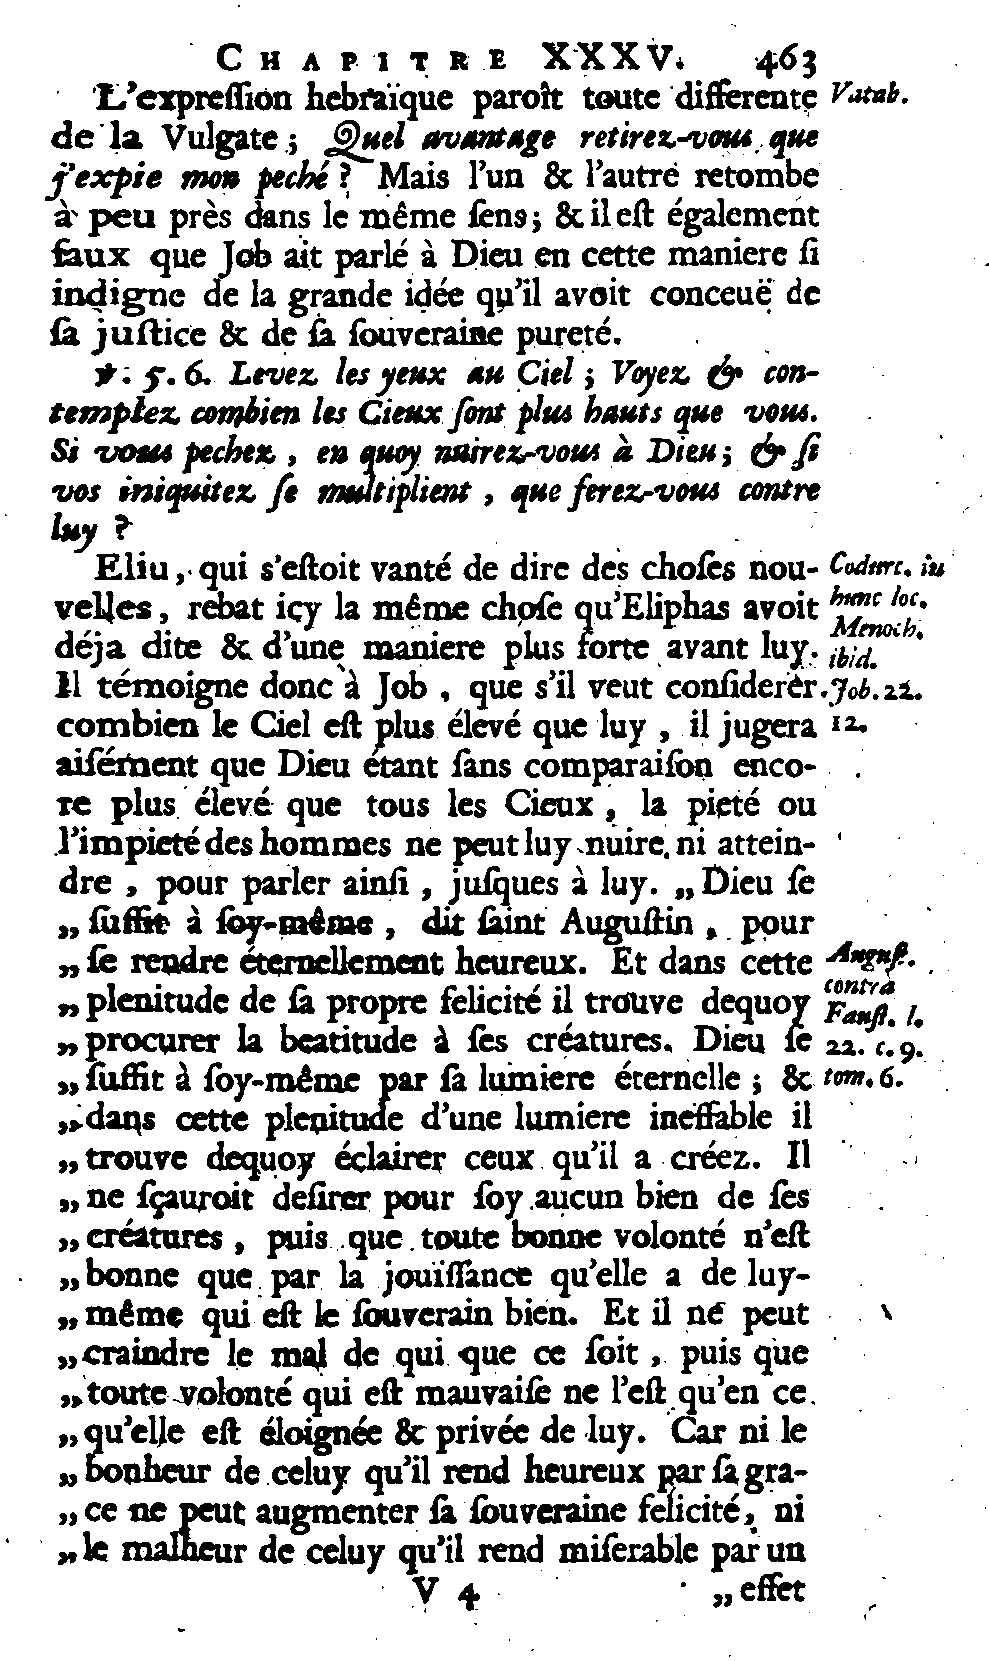 CHAPITRE XXXV. 463
L'expreſſion hebraïque paroît toute differente Vatab.
de la Vulgate ; Quel avantage retirez-vous que
j'expie mon peché ? Mais l'un & l'autre retombe
à peu près dans le même ſens ; & il eſt également
faux que Job ait parlé à Dieu en cette maniere ſi
indigne de la grande idée qu'il avoit conceuë de
ſa juſtice & de ſa ſouveraine pureté.
℣. 5. 6. Levez les yeux au Ciel ; Voyez & con-
templez combien les Cieux ſont plus hauts que vous.
Si vous pechez , en quoy nuirez-vous à Dieu ; & ſi
vos iniquitez ſe multiplient , que ferez-vous contre
luy ?
Eliu, qui s'eſtoit vanté de dire des choſes nou- Codurc. in
velles, rebat icy la même choſe qu'Eliphas avoit hunc loc.
Menoch.
déja dite & d'une maniere plus forte avant luy. ibid.
Il témoigne donc à Job , que s'il veut conſiderer Job. 22.
combien le Ciel eſt plus élevé que luy , il jugera 12.
aiſément que Dieu étant ſans comparaiſon enco-
re plus élevé que tous les Cieux , la pieté ou
l'impieté des hommes ne peut luy nuire, ni attein-
dre , pour parler ainſi , juſques à luy. „ Dieu ſe
„ ſuffit à ſoy-même , dit ſaint Auguſtin , pour
„ ſe rendre éternellement heureux. Et dans cette Auguſt.
contra
„ plenitude de ſa propre felicité il trouve dequoy Fauſt. l.
„ procurer la beatitude à ſes créatures. Dieu ſe 22. c. 9.
„ ſuffit à ſoy-même par ſa lumiere éternelle ; & tom. 6.
„ dans cette plenitude d'une lumiere ineffable il
„ trouve dequoy éclairer ceux qu'il a créez. Il
„ ne ſçauroit deſirer pour ſoy aucun bien de ſes
„ créatures , puis que toute bonne volonté n'eſt
„ bonne que par la jouïſſance qu'elle a de luy-
„ même qui eſt le ſouverain bien. Et il ne peut
„ craindre le mal de qui que ce ſoit , puis que
„ toute volonté qui eſt mauvaiſe ne l'eſt qu'en ce
„ qu'elle eſt éloignée & privée de luy. Car ni le
„ bonheur de celuy qu'il rend heureux par ſa gra-
„ ce ne peut augmenter ſa ſouveraine felicité, ni
„ le malheur de celuy qu'il rend miſerable par un
V 4 „ effet